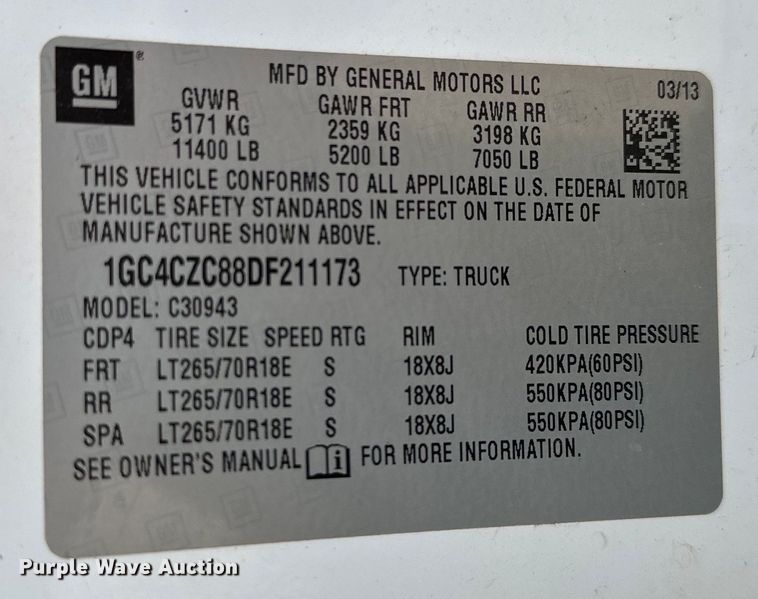 GM
MFD BY GENERAL MOTORS LLC 03/13
GVWR GAWR FRT GAWR RR
5171 KG 2359 KG 3198 KG
11400 LB 5200 LB 7050 LB
THIS VEHICLE CONFORMS TO ALL APPLICABLE U.S. FEDERAL MOTOR
VEHICLE SAFETY STANDARDS IN EFFECT ON THE DATE OF
MANUFACTURE SHOWN ABOVE.
1GC4CZC88DF211173 TYPE: TRUCK
MODEL: C30943
CDP4 TIRE SIZE SPEED RTG RIM COLD TIRE PRESSURE
FRT LT265/70R18E S 18X8J 420KPA(60PSI)
RR LT265/70R18E S 18X8J 550KPA(80PSI)
SPA LT265/70R18E S 18X8J 550KPA(80PSI)
SEE OWNER'S MANUAL i FOR MORE INFORMATION.
Purple Wave Auction